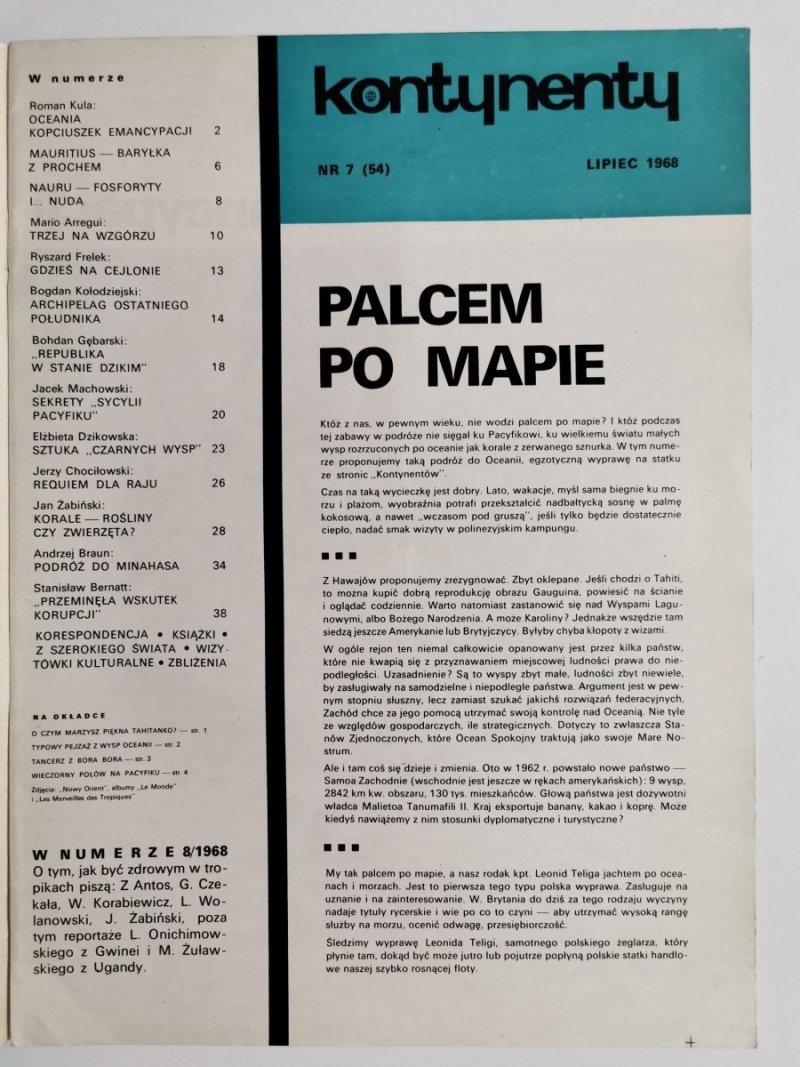 W numerze
Roman Kula:
OCEANIA
KOPCIUSZEK EMANCYPACJI 2
MAURITIUS — BARYŁKA
Z PROCHEM 6
NAURU — FOSFORYTY
I... NUDA 8
Mario Arregui:
TRZEJ NA WZGÓRZU 10
Ryszard Frelek:
GDZIEŚ NA CEJLONIE 13
Bogdan Kołodziejski:
ARCHIPELAG OSTATNIEGO
POŁUDNIKA 14
Bohdan Gębarski:
„REPUBLIKA
W STANIE DZIKIM" 18
Jacek Machowski:
SEKRETY „SYCYLII
PACYFIKU" 20
Elżbieta Dzikowska:
SZTUKA „CZARNYCH WYSP" 23
Jerzy Chociłowski:
REQUIEM DLA RAJU 26
Jan Żabiński:
KORALE — ROŚLINY
CZY ZWIERZĘTA? 28
Andrzej Braun:
PODRÓŻ DO MINAHASA 34
Stanisław Bernatt:
„PRZEMINĘŁA WSKUTEK
KORUPCJI" 38
KORESPONDENCJA • KSIĄŻKI •
Z SZEROKIEGO ŚWIATA • WIZY-
TÓWKI KULTURALNE • ZBLIŻENIA
NA OKŁADCE
O CZYM MARZYSZ PIĘKNA TAHITANKO? — str. 1
TYPOWY PEJZAŻ Z WYSP OCEANII — str. 2
TANCERZ Z BORA BORA — str. 3
WIECZORNY POŁÓW NA PACYFIKU — str. 4
Zdjęcia: „Nowy Orient", albumy „Le Monde"
i „Les Merveilles des Tropiques"
W NUMERZE 8/1968
O tym, jak być zdrowym w tro-
pikach piszą: Z Antos, G. Cze-
kała, W. Korabiewicz, L. Wo-
lanowski, J. Żabiński, poza
tym reportaże L. Onichimow-
skiego z Gwinei i M. Żuław-
skiego z Ugandy.
kontynenty
NR 7 (54) LIPIEC 1968
PALCEM
PO MAPIE
Któż z nas, w pewnym wieku, nie wodzi palcem po mapie? I któż podczas
tej zabawy w podróże nie sięgał ku Pacyfikowi, ku wielkiemu światu małych
wysp rozrzuconych po oceanie jak korale z zerwanego sznurka. W tym nume-
rze proponujemy taką podróż do Oceanii, egzotyczną wyprawę na statku
ze stronic „Kontynentów".
Czas na taką wycieczkę jest dobry. Lato, wakacje, myśl sama biegnie ku mo-
rzu i plażom, wyobraźnia potrafi przekształcić nadbałtycką sosnę w palmę
kokosową, a nawet „wczasom pod gruszą", jeśli tylko będzie dostatecznie
ciepło, nadać smak wizyty w polinezyjskim kampungu.
Z Hawajów proponujemy zrezygnować. Zbyt oklepane. Jeśli chodzi o Tahiti,
to można kupić dobrą reprodukcję obrazu Gauguina, powiesić na ścianie
i oglądać codziennie. Warto natomiast zastanowić się nad Wyspami Lagu-
nowymi, albo Bożego Narodzenia. A może Karoliny? Jednakże wszędzie tam
siedzą jeszcze Amerykanie lub Brytyjczycy. Byłyby chyba kłopoty z wizami.
W ogóle rejon ten niemal całkowicie opanowany jest przez kilka państw,
które nie kwapią się z przyznawaniem miejscowej ludności prawa do nie-
podległości. Uzasadnienie? Są to wyspy zbyt małe, ludności zbyt niewiele,
by zasługiwały na samodzielne i niepodległe państwa. Argument jest w pew-
nym stopniu słuszny, lecz zamiast szukać jakichś rozwiązań federacyjnych,
Zachód chce za jego pomocą utrzymać swoją kontrolę nad Oceanią. Nie tyle
ze względów gospodarczych, ile strategicznych. Dotyczy to zwłaszcza Sta-
nów Zjednoczonych, które Ocean Spokojny traktują jako swoje Mare No-
strum.
Ale i tam coś się dzieje i zmienia. Oto w 1962 r. powstało nowe państwo —
Samoa Zachodnie (wschodnie jest jeszcze w rękach amerykańskich): 9 wysp,
2842 km kw. obszaru, 130 tys. mieszkańców. Głową państwa jest dożywotni
władca Malietoa Tanumafili II. Kraj eksportuje banany, kakao i koprę. Może
kiedyś nawiążemy z nim stosunki dyplomatyczne i turystyczne?
My tak palcem po mapie, a nasz rodak kpt. Leonid Teliga jachtem po ocea-
nach i morzach. Jest to pierwsza tego typu polska wyprawa. Zasługuje na
uznanie i na zainteresowanie. W. Brytania do dziś za tego rodzaju wyczyny
nadaje tytuły rycerskie i wie po co to czyni — aby utrzymać wysoką rangę
służby na morzu, ocenić odwagę, przesiębiorczość.
Śledzimy wyprawę Leonida Teligi, samotnego polskiego żeglarza, który
płynie tam, dokąd być może jutro lub pojutrze popłyną polskie statki handlo-
we naszej szybko rosnącej floty.